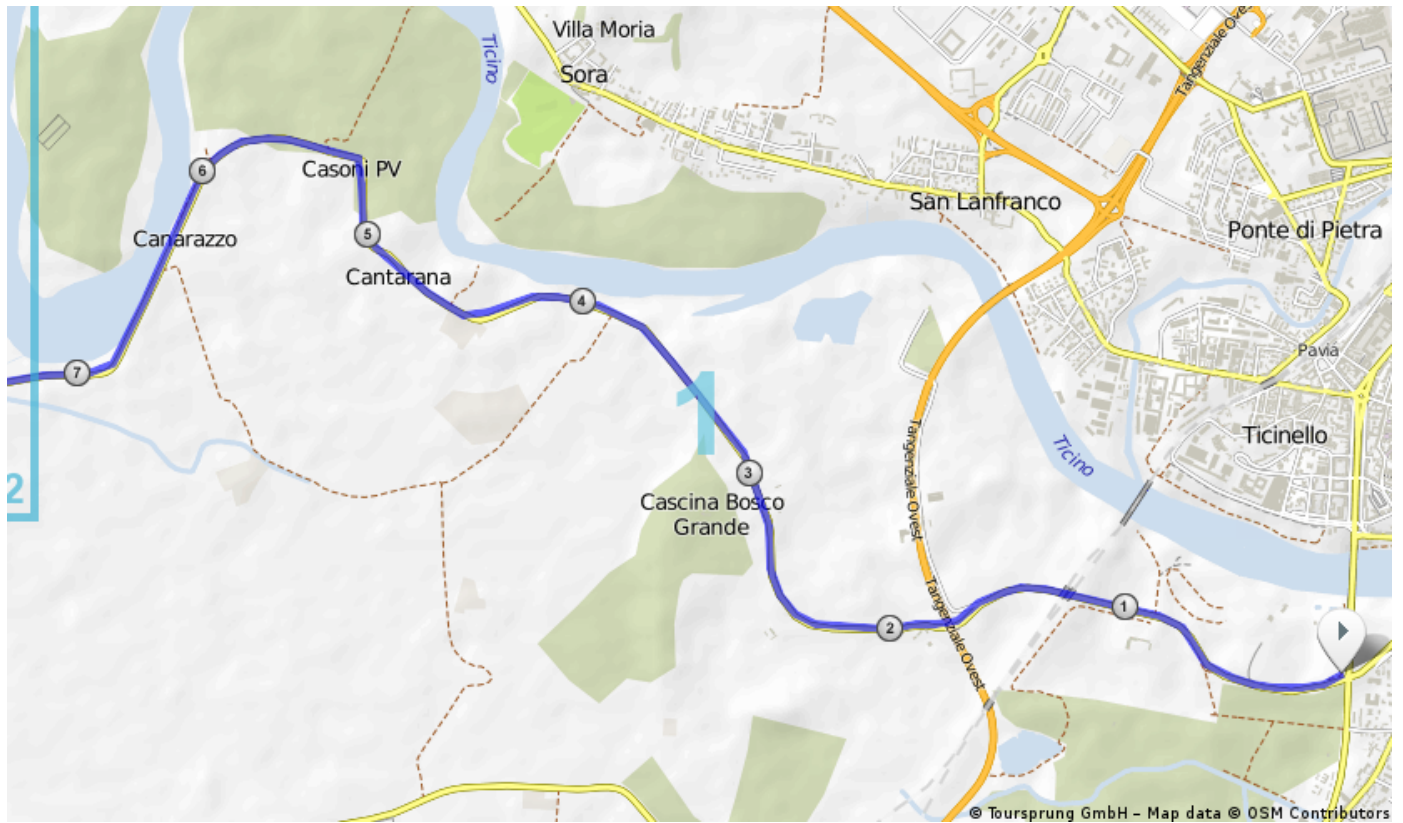 Villa Moria
Tangenziale Ovest
Ticino
Sora
6
Casoni PV
San Lanfranco
Ponte di Pietra
5
Canarazzo
Cantarana
4
7
Pavia
1
Tangenziale Ovest
Ticinello
Ticino
3
2
Cascina Bosco
Grande
Tangenziale Ovest
1
2
© Toursprung GmbH – Map data © OSM Contributors